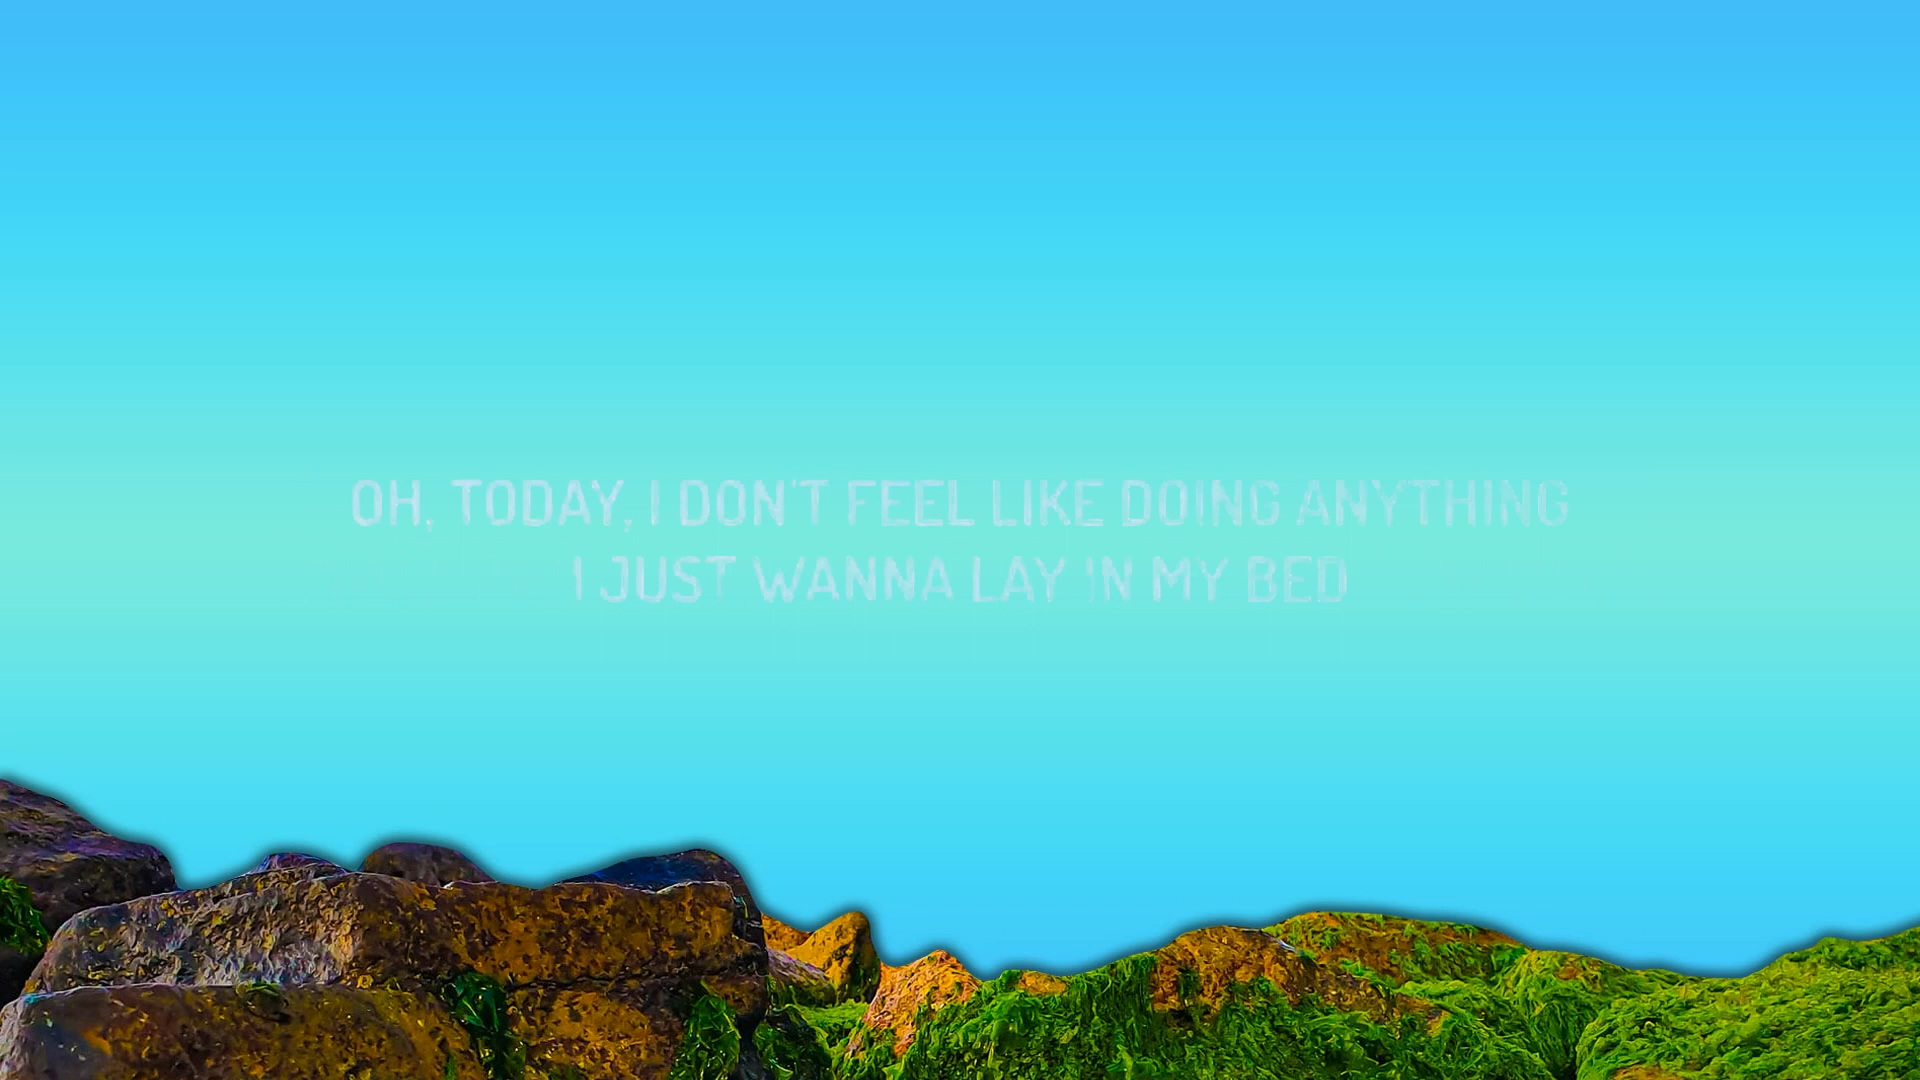 OH, TODAY, I DON'T FEEL LIKE DOING ANYTHING
I JUST WANNA LAY IN MY BED